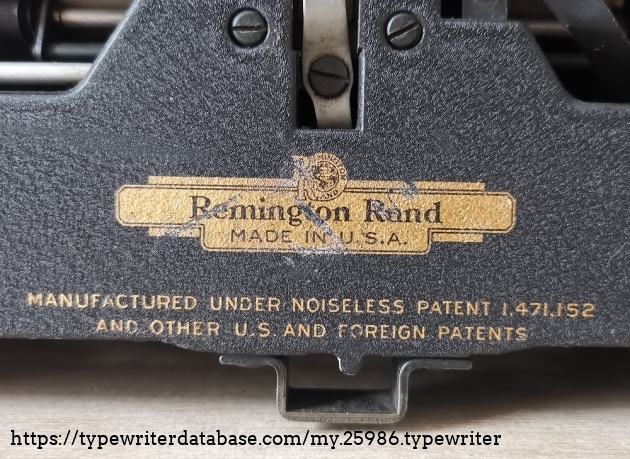 Remington Rand
MADE IN U.S.A.
MANUFACTURED UNDER NOISELESS PATENT 1,471,152
AND OTHER U.S. AND FOREIGN PATENTS
https://typewriterdatabase.com/my.25986.typewriter